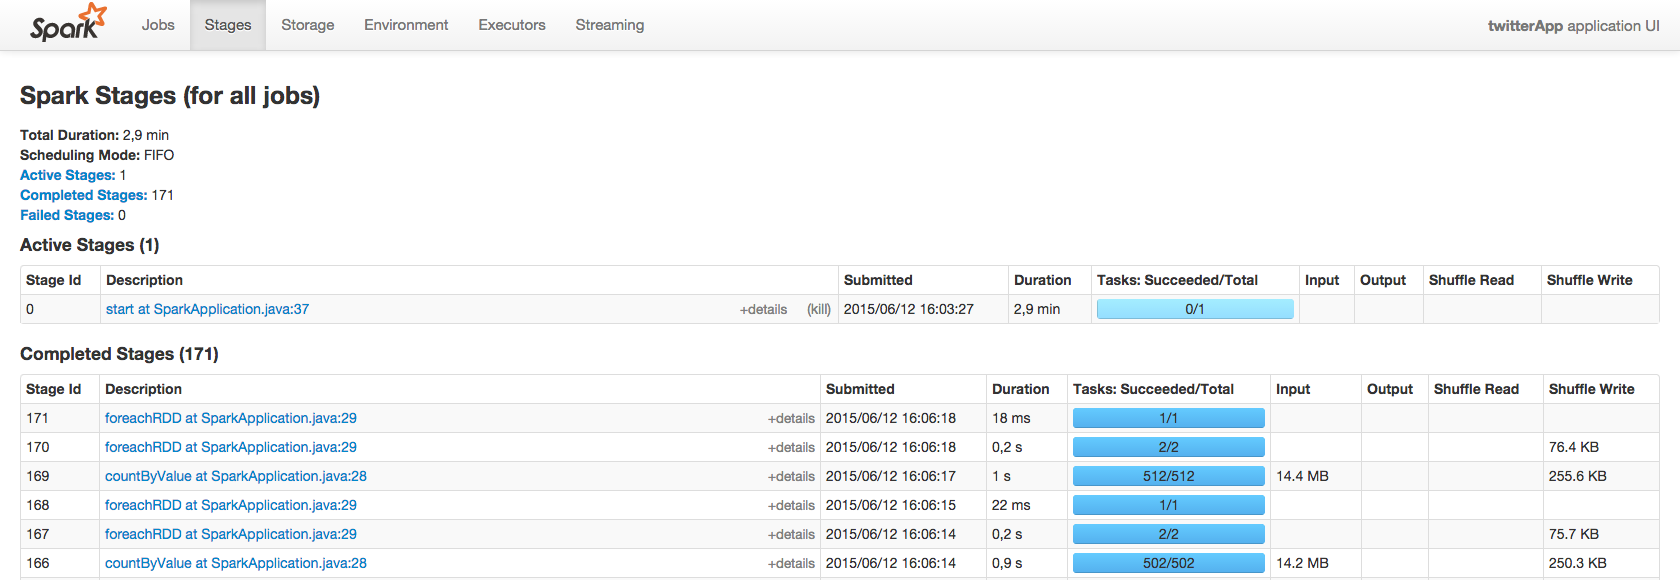 Spark Jobs Stages Storage Environment Executors Streaming twitterApp application UI
Spark Stages (for all jobs)
Total Duration: 2,9 min
Scheduling Mode: FIFO
Active Stages: 1
Completed Stages: 171
Failed Stages: 0
Active Stages (1)
Stage Id Description Submitted Duration Tasks: Succeeded/Total Input Output Shuffle Read Shuffle Write
0 start at SparkApplication.java:37 +details (kill) 2015/06/12 16:03:27 2,9 min 0/1
Completed Stages (171)
Stage Id Description Submitted Duration Tasks: Succeeded/Total Input Output Shuffle Read Shuffle Write
171 foreachRDD at SparkApplication.java:29 +details 2015/06/12 16:06:18 18 ms 1/1
170 foreachRDD at SparkApplication.java:29 +details 2015/06/12 16:06:18 0,2 s 2/2 76.4 KB
169 countByValue at SparkApplication.java:28 +details 2015/06/12 16:06:17 1 s 512/512 14.4 MB 255.6 KB
168 foreachRDD at SparkApplication.java:29 +details 2015/06/12 16:06:15 22 ms 1/1
167 foreachRDD at SparkApplication.java:29 +details 2015/06/12 16:06:14 0,2 s 2/2 75.7 KB
166 countByValue at SparkApplication.java:28 +details 2015/06/12 16:06:14 0,9 s 502/502 14.2 MB 250.3 KB